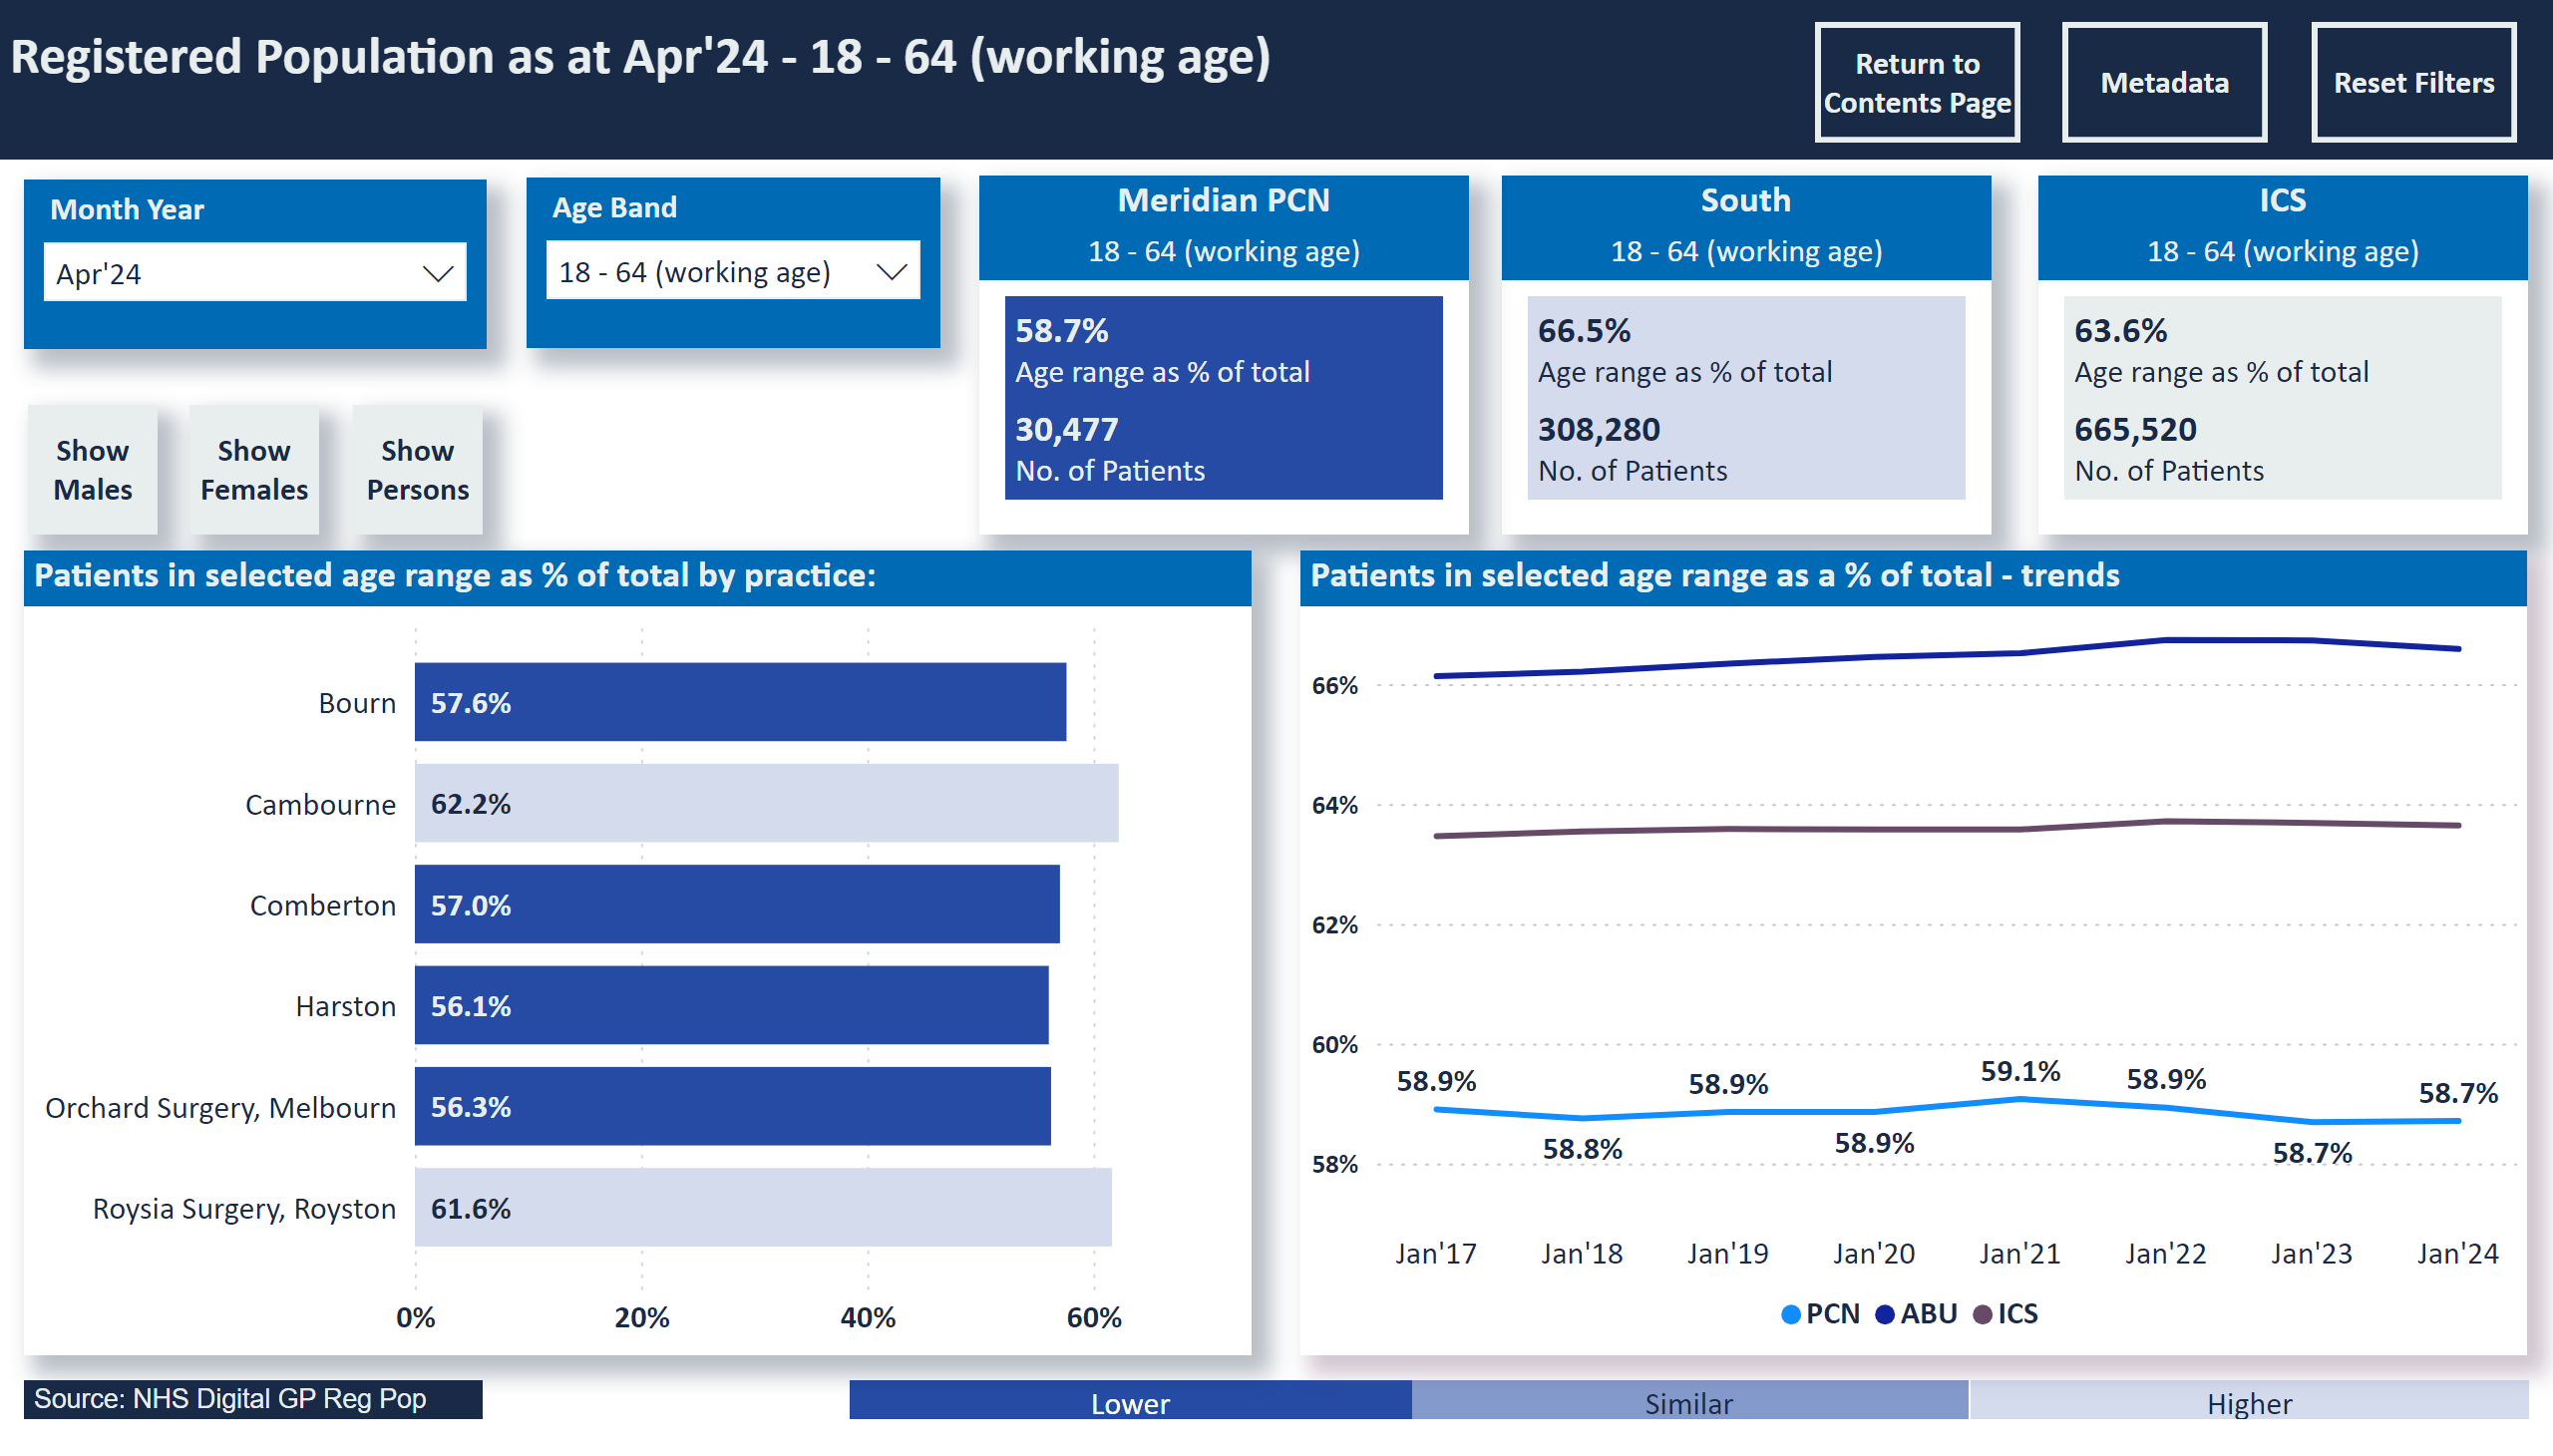 Registered Population as at Apr'24 - 18 - 64 (working age)
Return to
Contents Page
Metadata
Reset Filters
Month Year
Apr'24
Age Band
18 - 64 (working age)
Meridian PCN
18 - 64 (working age)
58.7%
Age range as % of total
30,477
No. of Patients
South
18 - 64 (working age)
66.5%
Age range as % of total
308,280
No. of Patients
ICS
18 - 64 (working age)
63.6%
Age range as % of total
665,520
No. of Patients
Show
Males
Show
Females
Show
Persons
Patients in selected age range as % of total by practice:
Bourn 57.6%
Cambourne 62.2%
Comberton 57.0%
Harston 56.1%
Orchard Surgery, Melbourn 56.3%
Roysia Surgery, Royston 61.6%
0% 20% 40% 60%
Patients in selected age range as a % of total - trends
66%
64%
62%
60%
58.9% 58.8% 58.9% 58.9% 59.1% 58.9% 58.7% 58.7%
58%
Jan'17 Jan'18 Jan'19 Jan'20 Jan'21 Jan'22 Jan'23 Jan'24
PCN ABU ICS
Source: NHS Digital GP Reg Pop
Lower Similar Higher